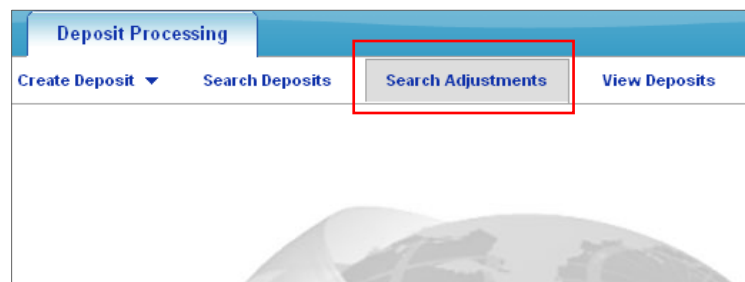 Deposit Processing
Create Deposit Search Deposits Search Adjustments View Deposits